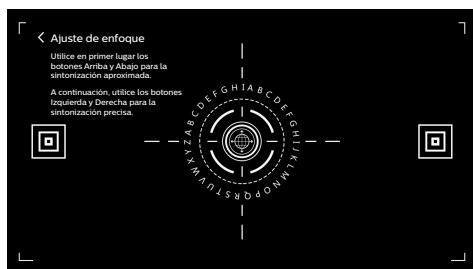 Ajuste de enfoque
Utilice en primer lugar los
botones Arriba y Abajo para la
sintonización aproximada.
A continuación, utilice los botones
Izquierda y Derecha para la
sintonización precisa.
ABCDEFGHIABCDEFGHIJKLMNOPQRSTUVWXYZ